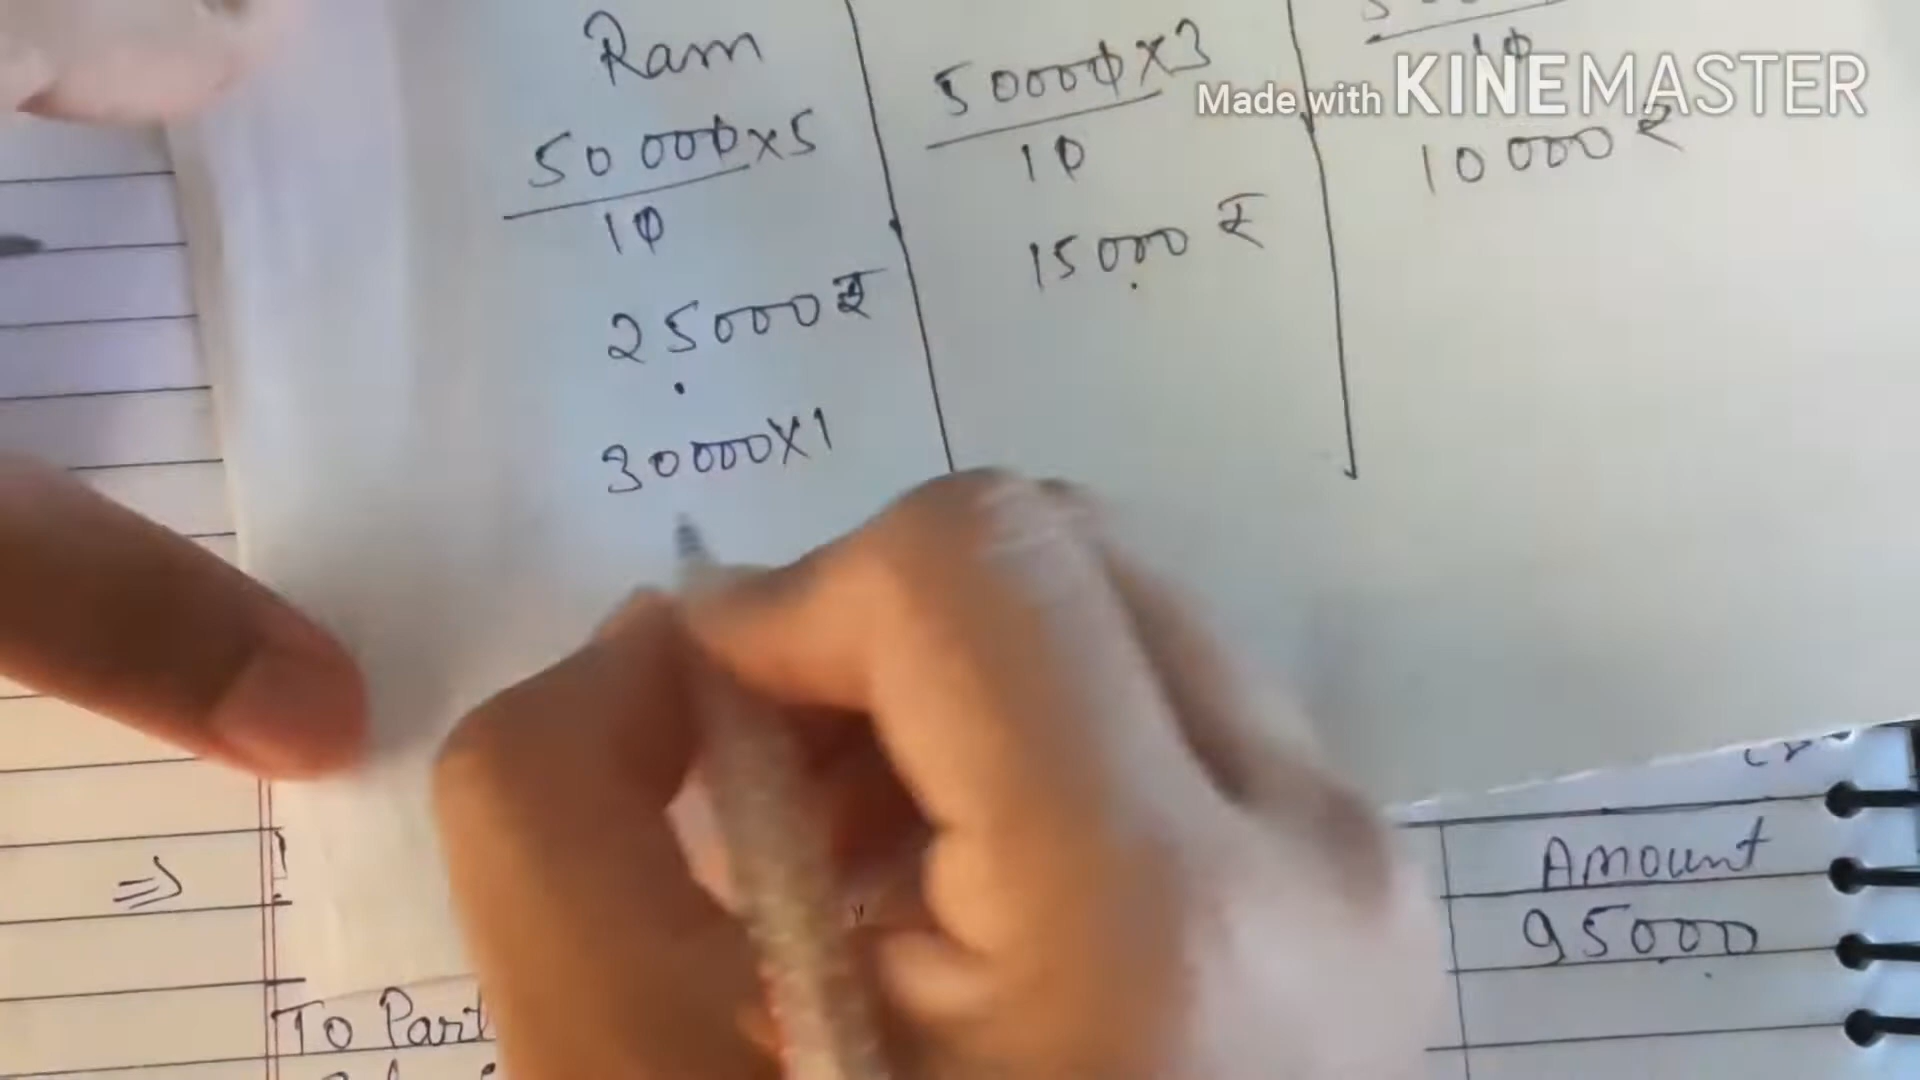 Ram
50000x5
10
25000₹
30000x1
50000x3
10
15000₹
10
10000₹
Made with KINEMASTER
⇒
To Part
Amount
95000